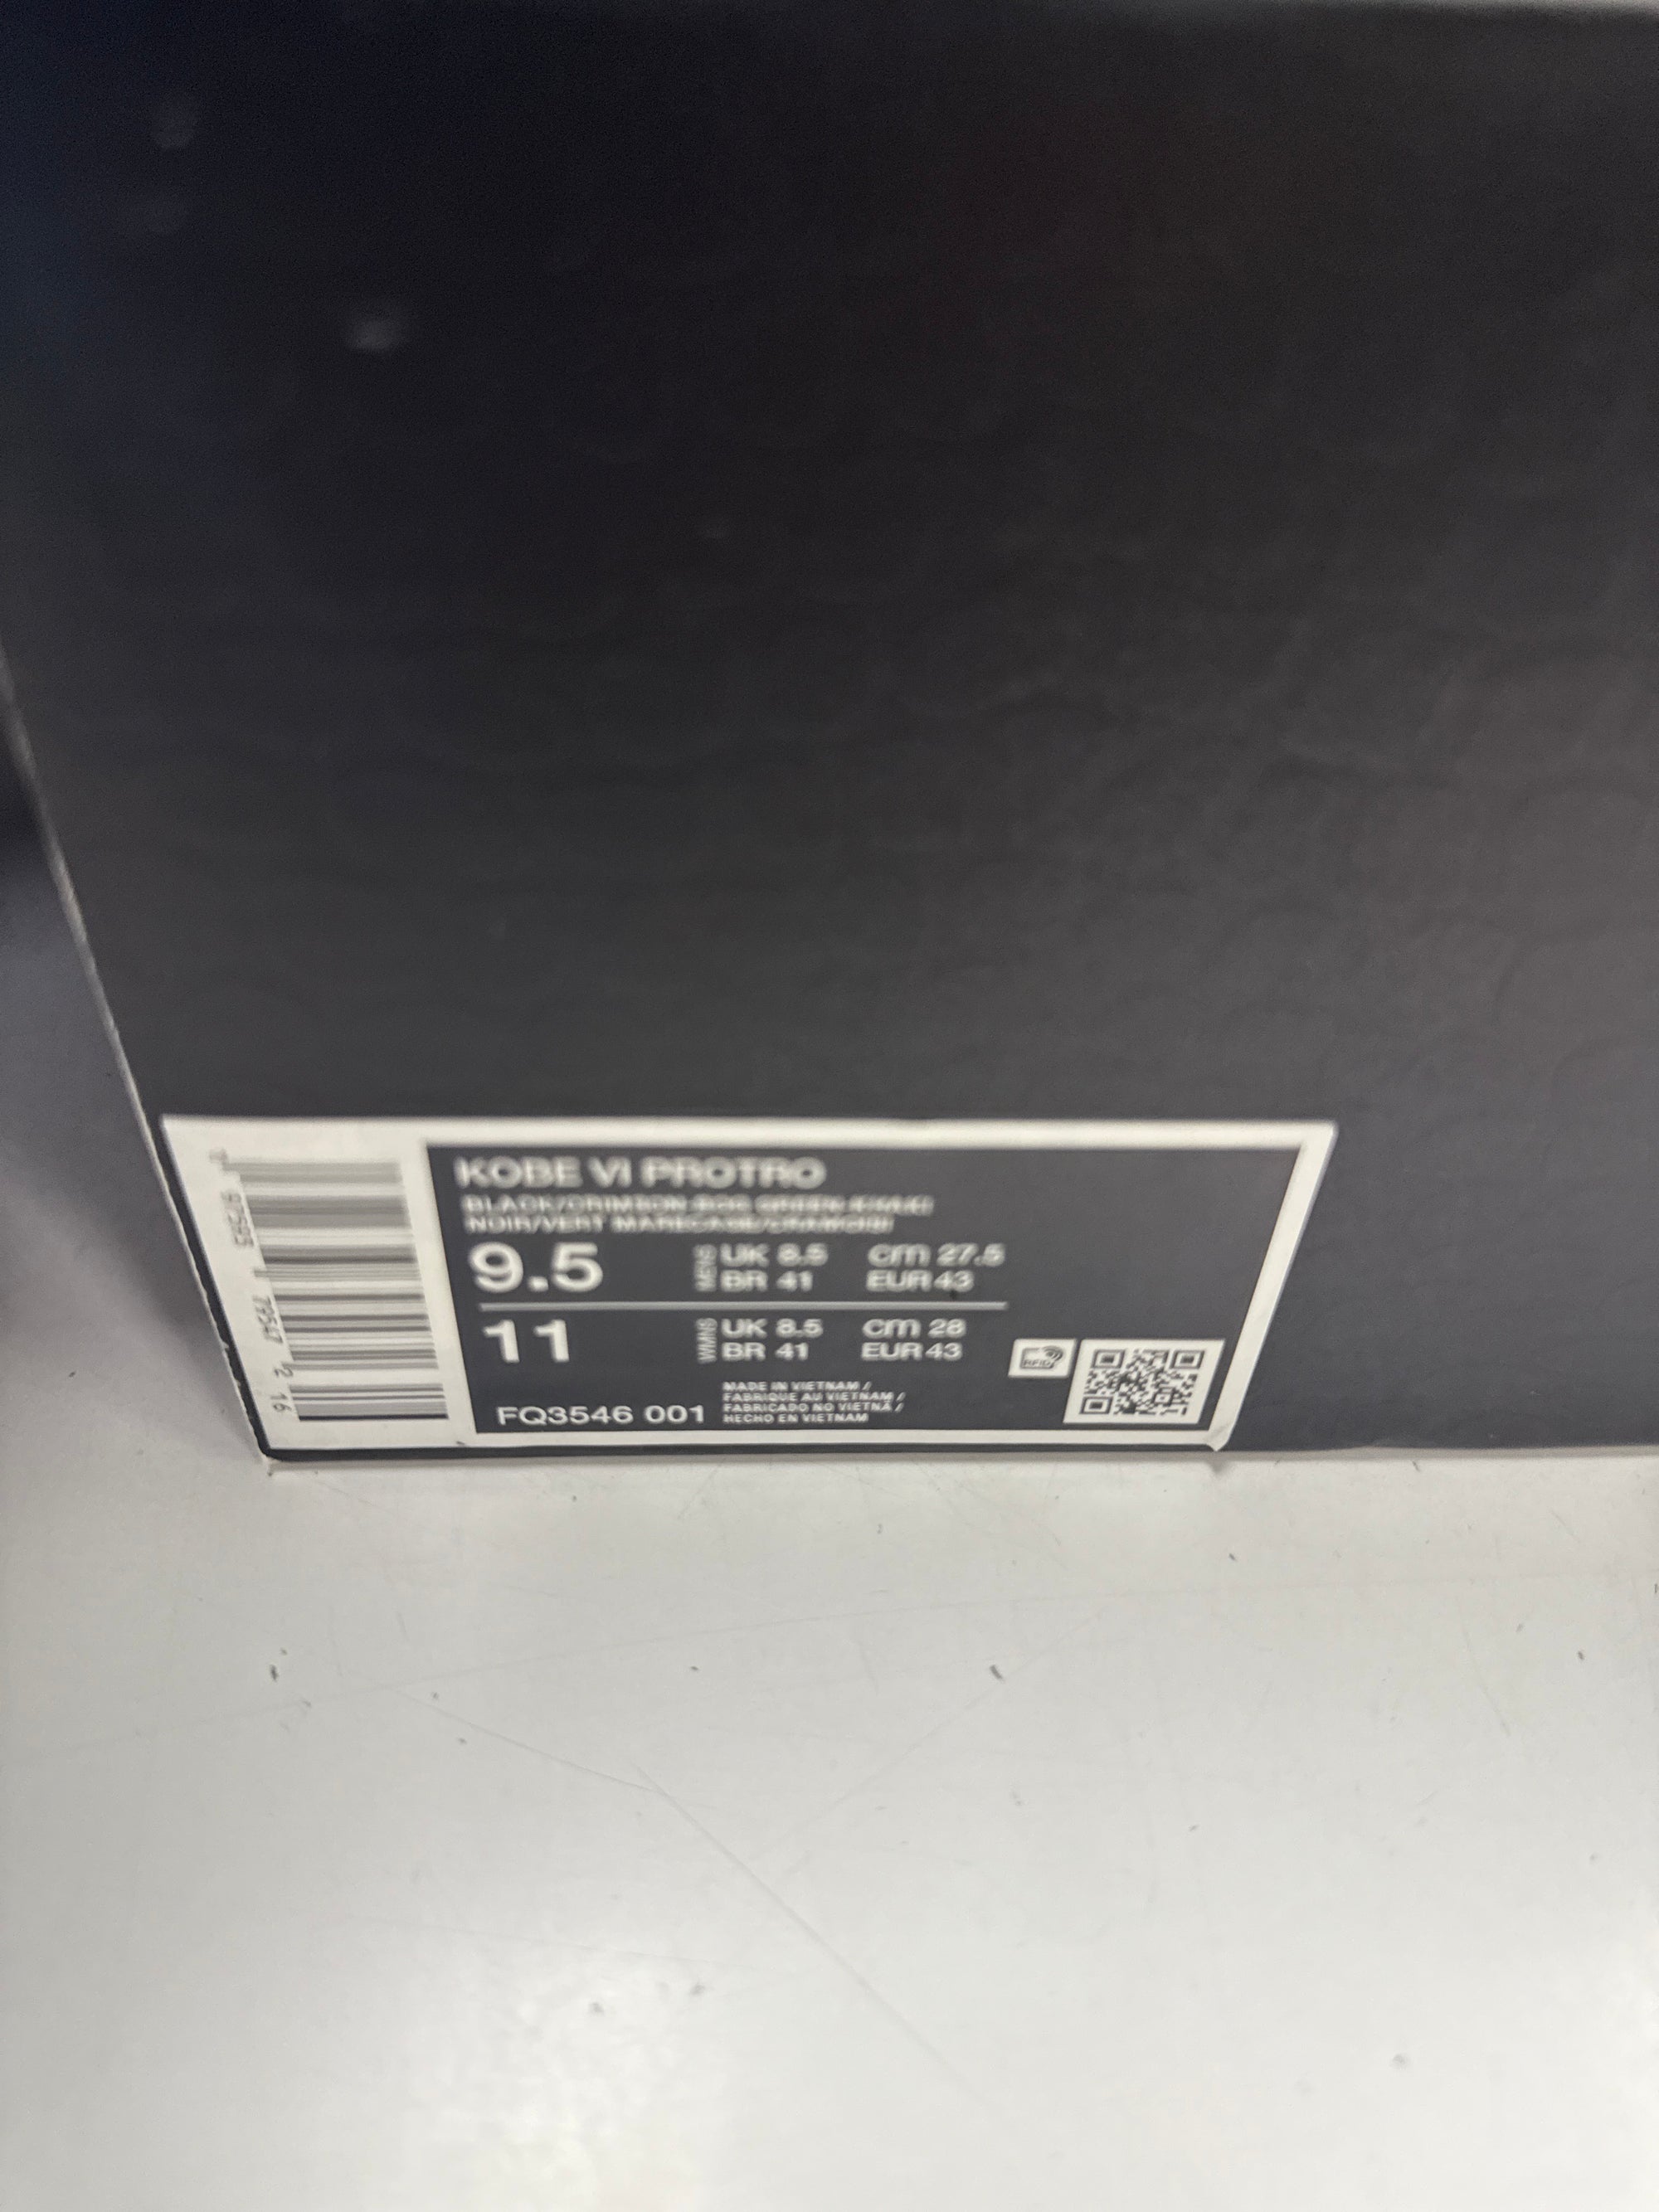 KOBE VI PROTRO
BLACK/CRIMSON-BOG GREEN-KHAKI
NOIR/VERT MARECAGE/CRAMOISI
9.5 MENS UK 8.5 cm 27.5
BR 41 EUR 43
11 WMNS UK 8.5 cm 28
BR 41 EUR 43
RFID
FQ3546 001
MADE IN VIETNAM /
FABRIQUE AU VIETNAM /
FABRICADO NO VIETNÃ /
HECHO EN VIETNAM